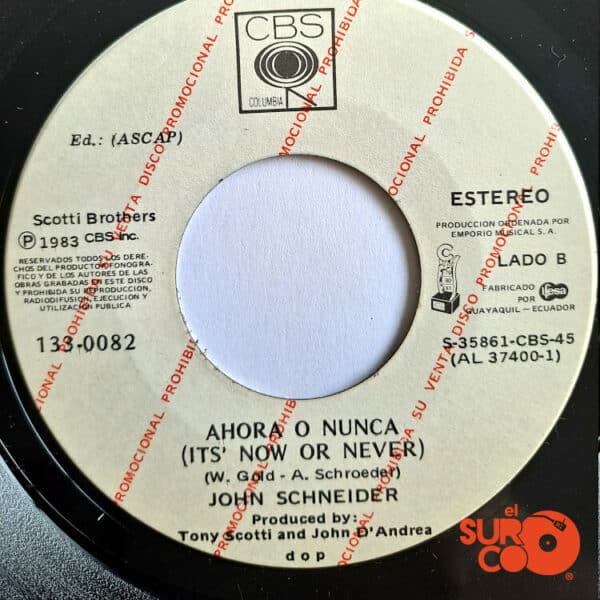 CBS
COLUMBIA
Ed.: (ASCAP)
Scotti Brothers
Ⓟ 1983 CBS Inc.
RESERVADOS TODOS LOS DERE-
CHOS DEL PRODUCTO FONOGRA-
FICO Y DE LOS AUTORES DE LAS
OBRAS GRABADAS EN ESTE DISCO
Y PROHIBIDA SU REPRODUCCION,
RADIODIFUSION, EJECUCION Y
UTILIZACION PUBLICA
133-0082
ESTEREO
PRODUCCION ORDENADA POR
EMPORIO MUSICAL S.A.
LADO B
FABRICADO
POR
fesa
GUAYAQUIL – ECUADOR
S-35861-CBS-45
(AL 37400-1)
AHORA O NUNCA
(ITS' NOW OR NEVER)
(W. Gold - A. Schroeder)
JOHN SCHNEIDER
Produced by:
Tony Scotti and John D'Andrea
d o p
DISCO PROMOCIONAL PROHIBIDA SU VENTA
el
SURCO
®